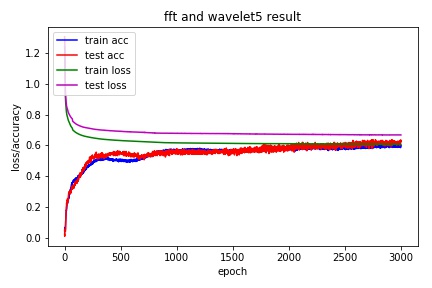 fft and wavelet5 result
train acc
test acc
train loss
test loss
loss/accuracy
1.2
1.0
0.8
0.6
0.4
0.2
0.0
0 500 1000 1500 2000 2500 3000
epoch